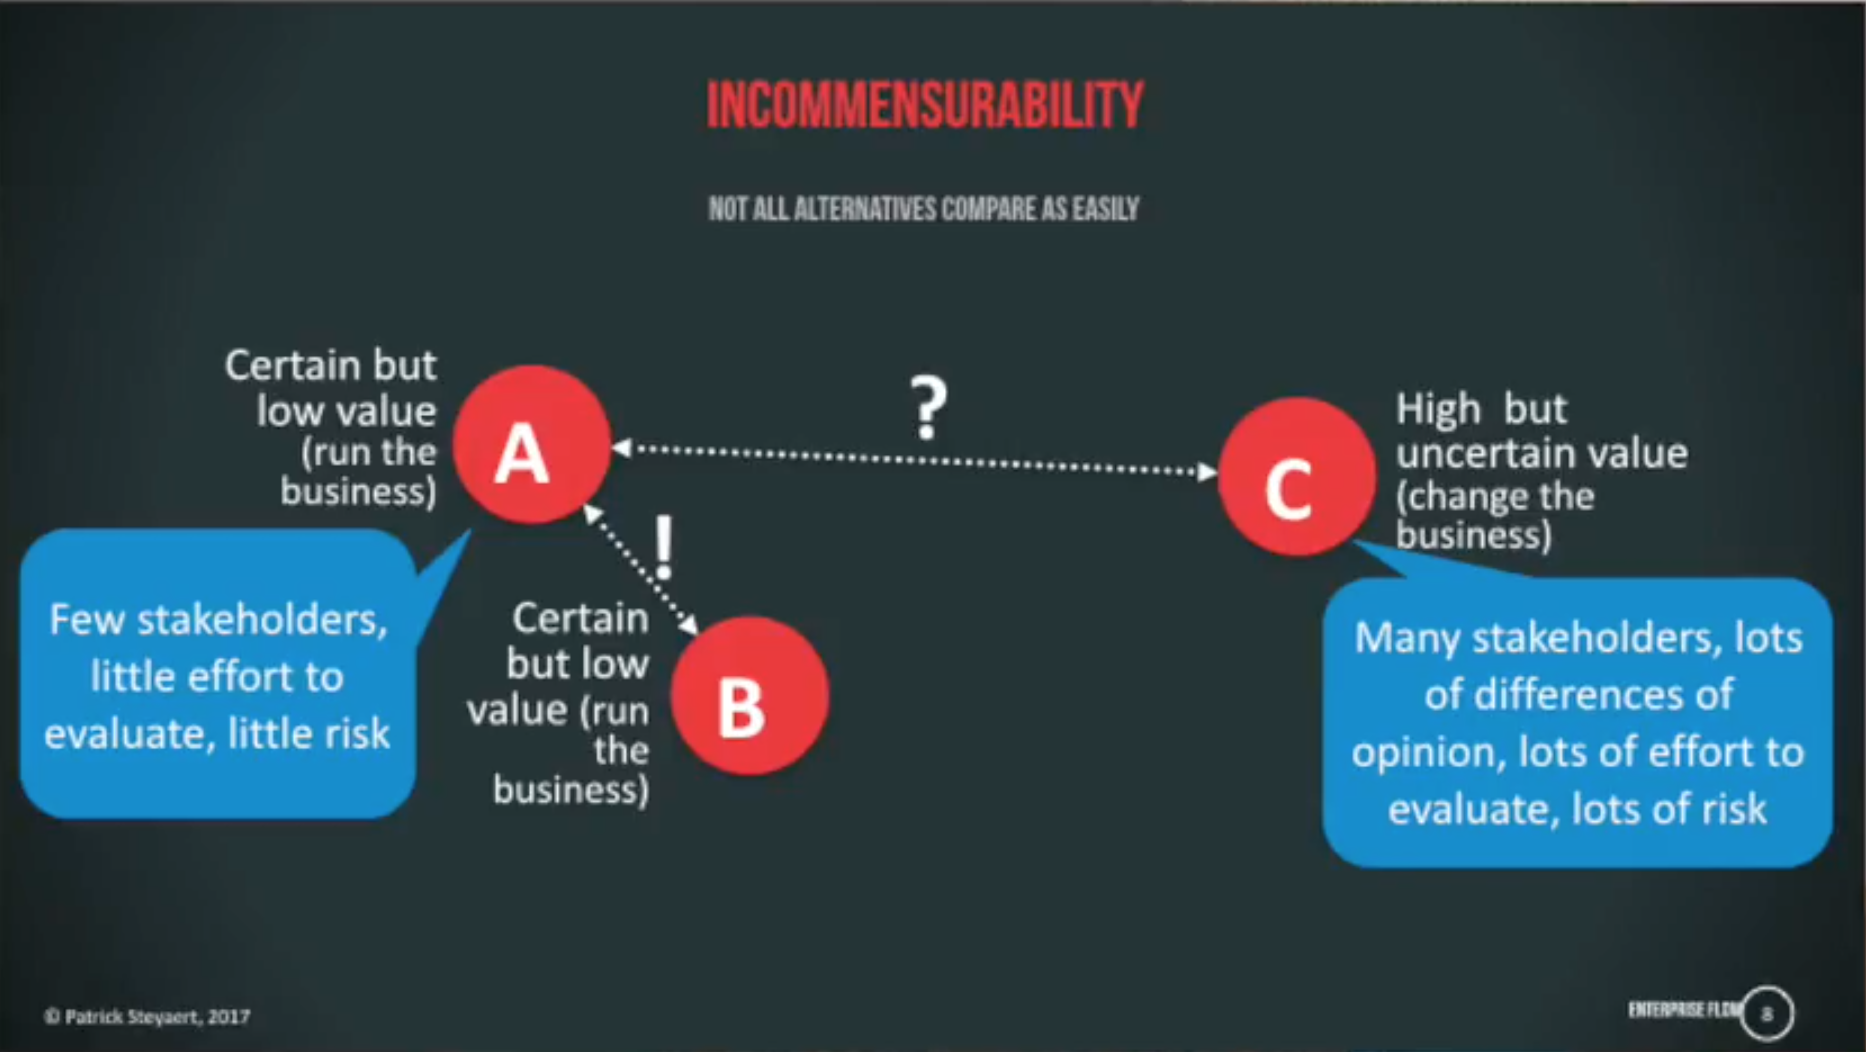 INCOMMENSURABILITY
NOT ALL ALTERNATIVES COMPARE AS EASILY
Certain but
low value
(run the
business)
A
?
C
High but
uncertain value
(change the
business)
!
Few stakeholders,
little effort to
evaluate, little risk
Certain
but low
value (run
the
business)
B
Many stakeholders, lots
of differences of
opinion, lots of effort to
evaluate, lots of risk
© Patrick Steyaert, 2017
ENTERPRISE FLOW
8